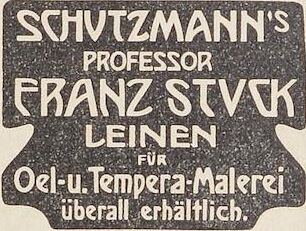 SCHUTZMANN'S
PROFESSOR
FRANZ STVCK
LEINEN
FÜR
Oel-u. Tempera-Malerei
überall erhältlich.